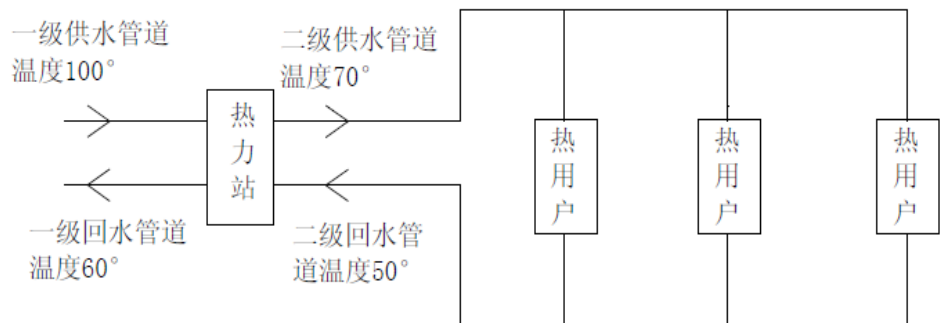 一级供水管道
温度100°
二级供水管道
温度70°
热力站
热用户
热用户
热用户
一级回水管道
温度60°
二级回水管
道温度50°